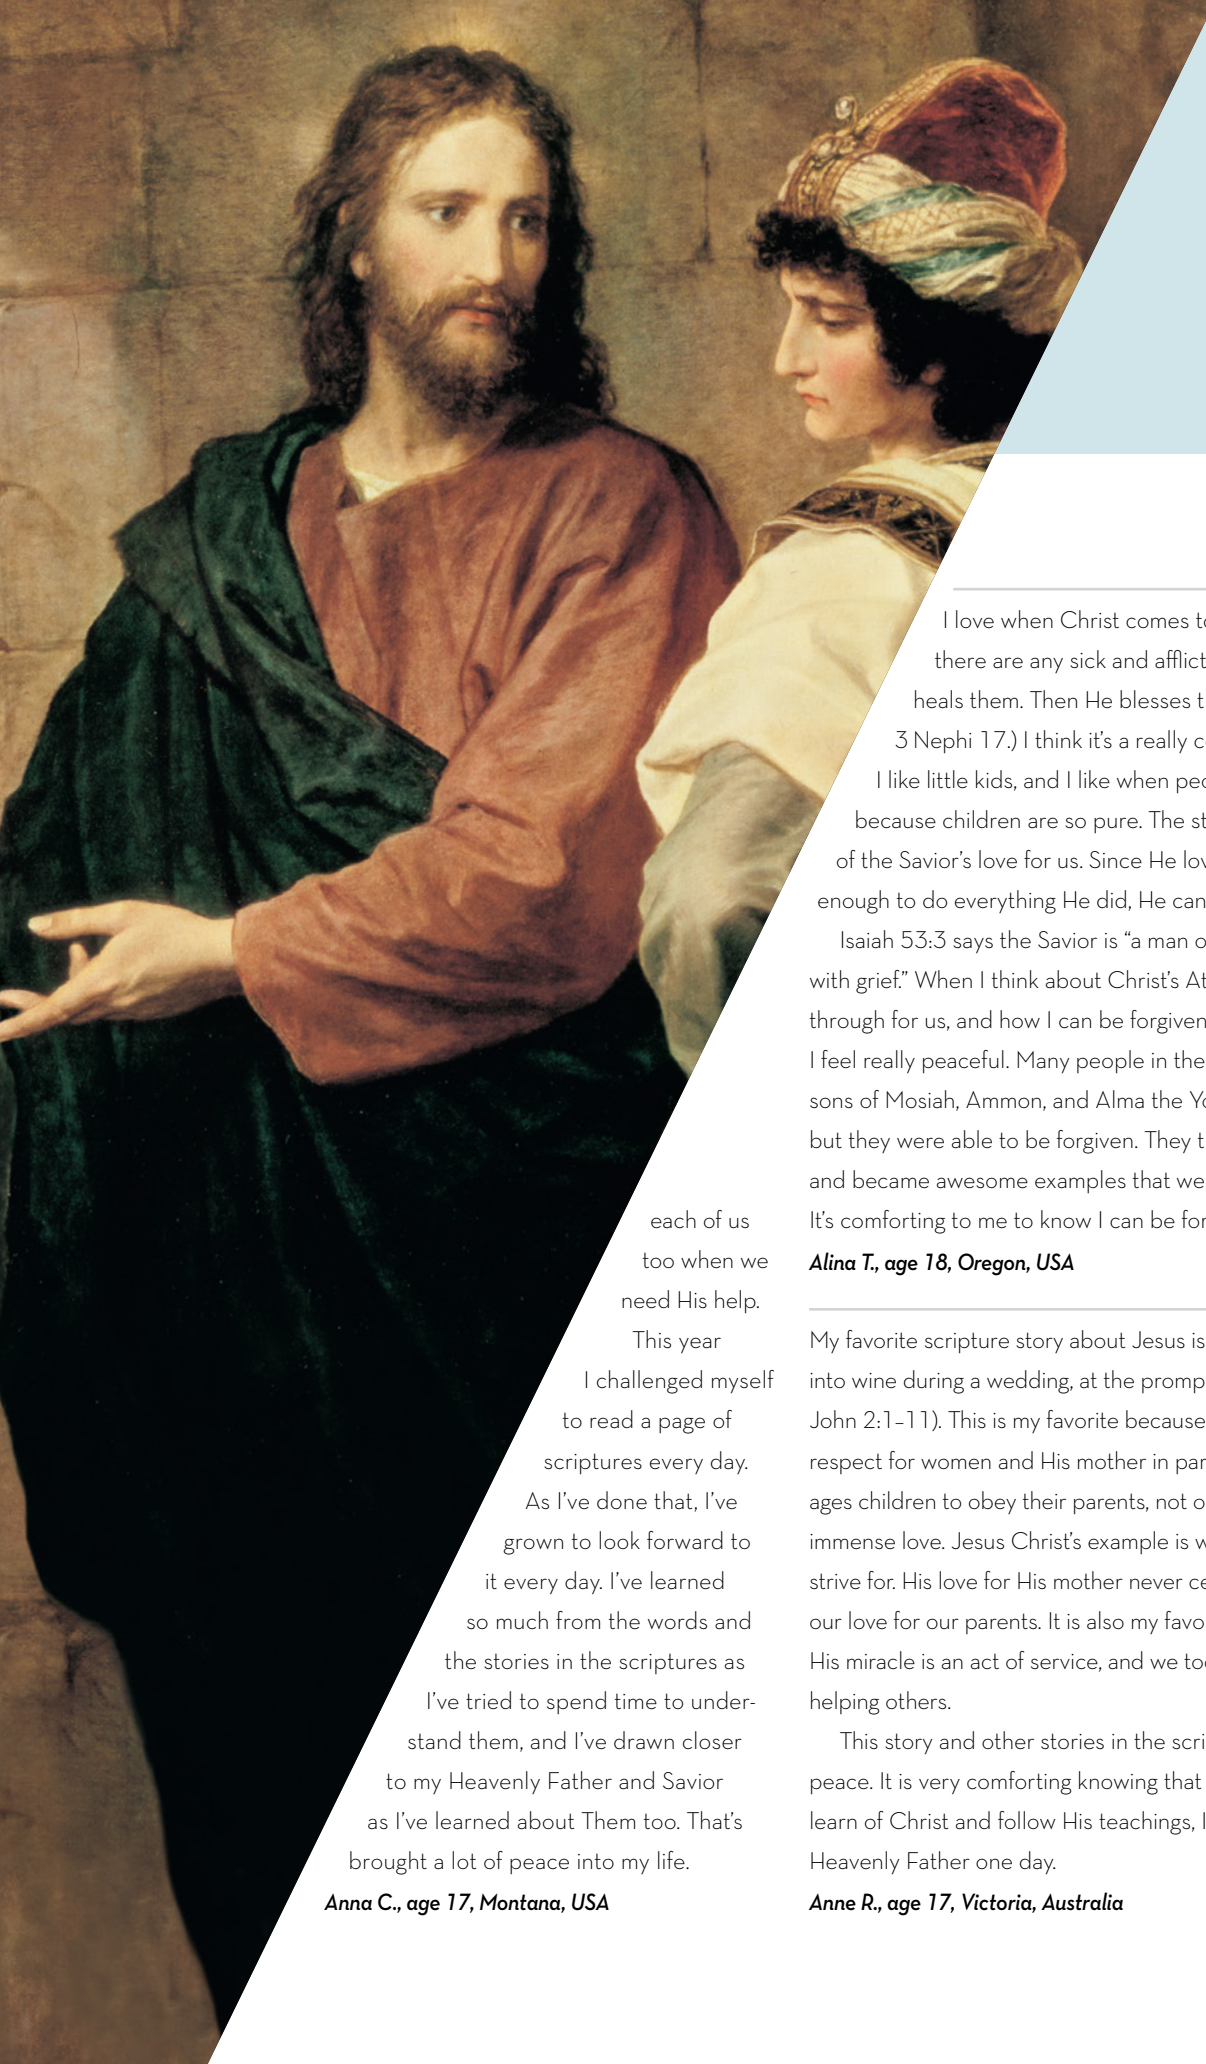 each of us
too when we
need His help.
This year
I challenged myself
to read a page of
scriptures every day.
As I’ve done that, I’ve
grown to look forward to
it every day. I’ve learned
so much from the words and
the stories in the scriptures as
I’ve tried to spend time to under-
stand them, and I’ve drawn closer
to my Heavenly Father and Savior
as I’ve learned about Them too. That’s
brought a lot of peace into my life.
Anna C., age 17, Montana, USA
I love when Christ comes
there are any sick and
heals them. Then He blesses
3 Nephi 17.) I think it’s a really
I like little kids, and I like when
because children are so pure. The
of the Savior’s love for us. Since He
enough to do everything He did, He can
Isaiah 53:3 says the Savior is “a man
with grief.” When I think about Christ’s
through for us, and how I can be forgiven
I feel really peaceful. Many people in the
sons of Mosiah, Ammon, and Alma the
but they were able to be forgiven. They
and became awesome examples that we
It’s comforting to me to know I can be
Alina T., age 18, Oregon, USA
My favorite scripture story about Jesus is
into wine during a wedding, at the
John 2:1–11). This is my favorite because
respect for women and His mother in
ages children to obey their parents, not
immense love. Jesus Christ’s example is
strive for. His love for His mother never
our love for our parents. It is also my
His miracle is an act of service, and we
helping others.
This story and other stories in the
peace. It is very comforting knowing that
learn of Christ and follow His teachings, I
Heavenly Father one day.
Anne R., age 17, Victoria, Australia